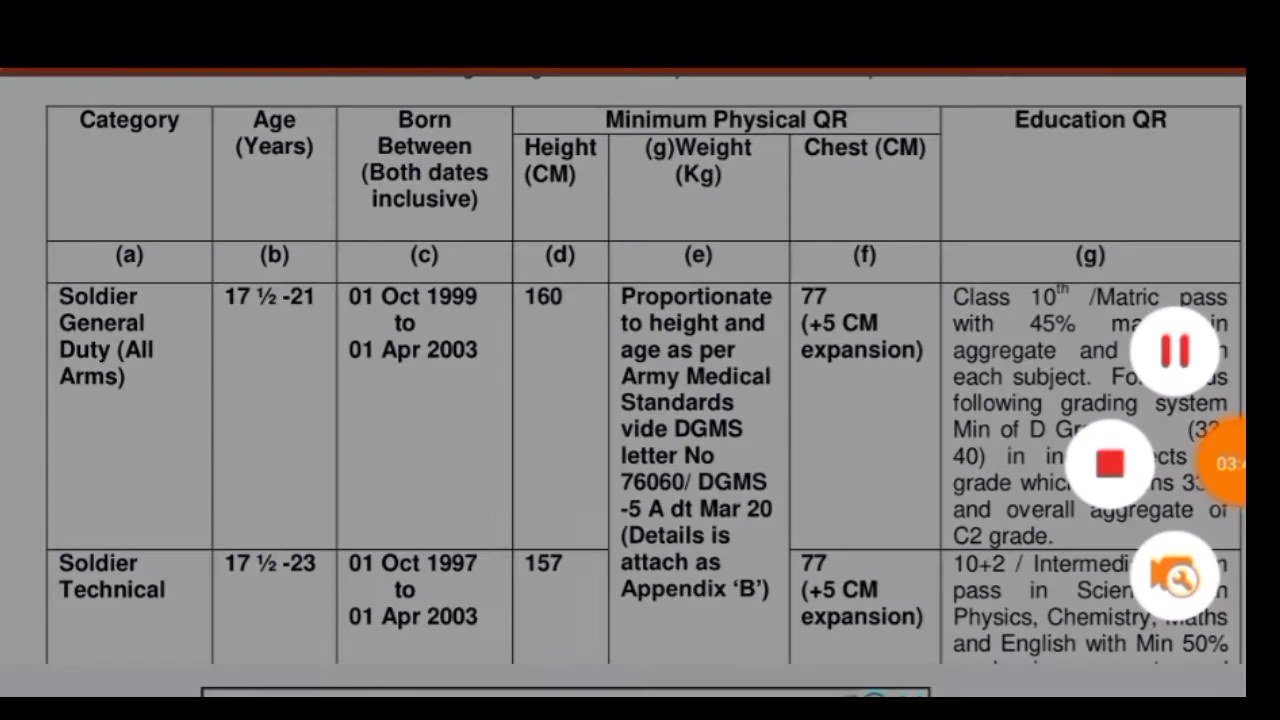 Category
Age
(Years)
Born
Between
(Both dates
inclusive)
Minimum Physical QR
Height
(CM)
(g)Weight
(Kg)
Chest (CM)
Education QR
(a)
(b)
(c)
(d)
(e)
(f)
(g)
Soldier
General
Duty (All
Arms)
17 ½ -21
01 Oct 1999
to
01 Apr 2003
160
Proportionate
to height and
age as per
Army Medical
Standards
vide DGMS
letter No
76060/ DGMS
-5 A dt Mar 20
(Details is
attach as
Appendix ‘B’)
77
(+5 CM
expansion)
Class 10th /Matric pass
with 45% in
aggregate and
each subject.
following grading system
Min of D
40) in
grade
and overall aggregate of
C2 grade.
Soldier
Technical
17 ½ -23
01 Oct 1997
to
01 Apr 2003
157
77
(+5 CM
expansion)
10+2 /
pass in
Physics, Chemistry, Maths
and English with Min 50%